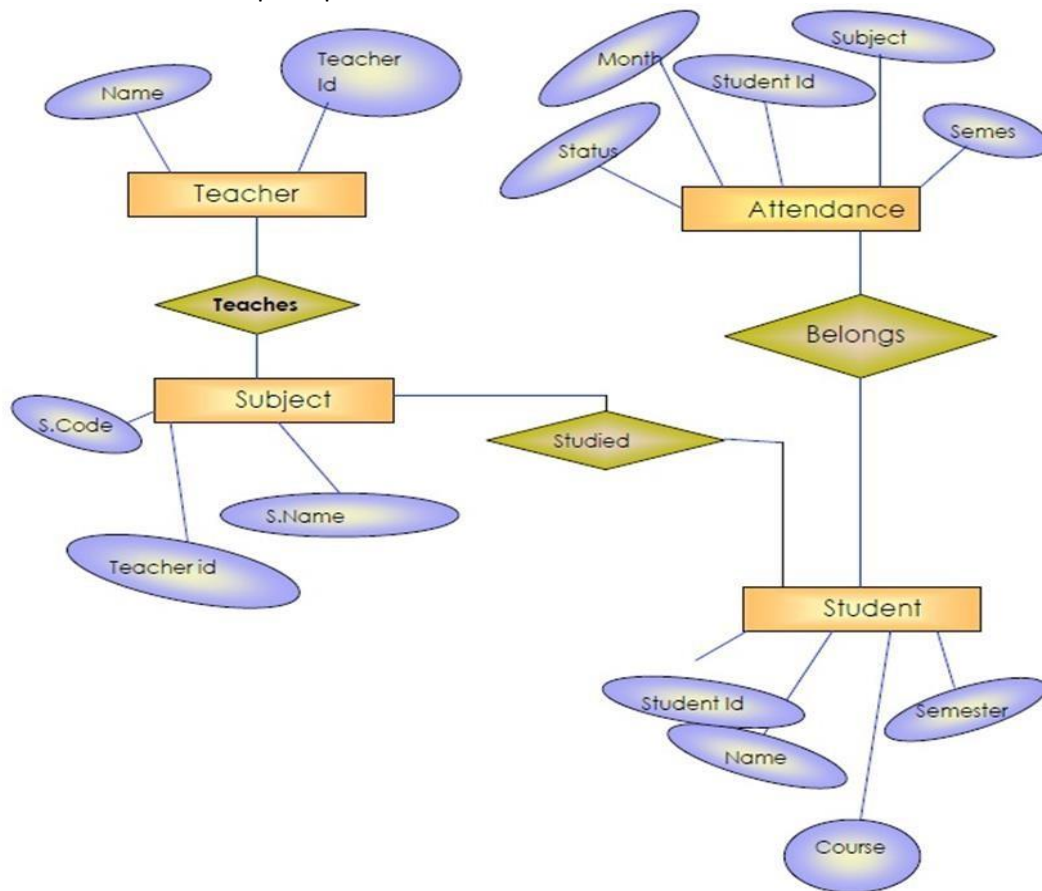 Name
Teacher
Id
Month
Student Id
Subject
Status
Semes
Teacher
Attendance
Teaches
Belongs
S.Code
Subject
Studied
S.Name
Teacher id
Student
Student Id
Name
Semester
Course